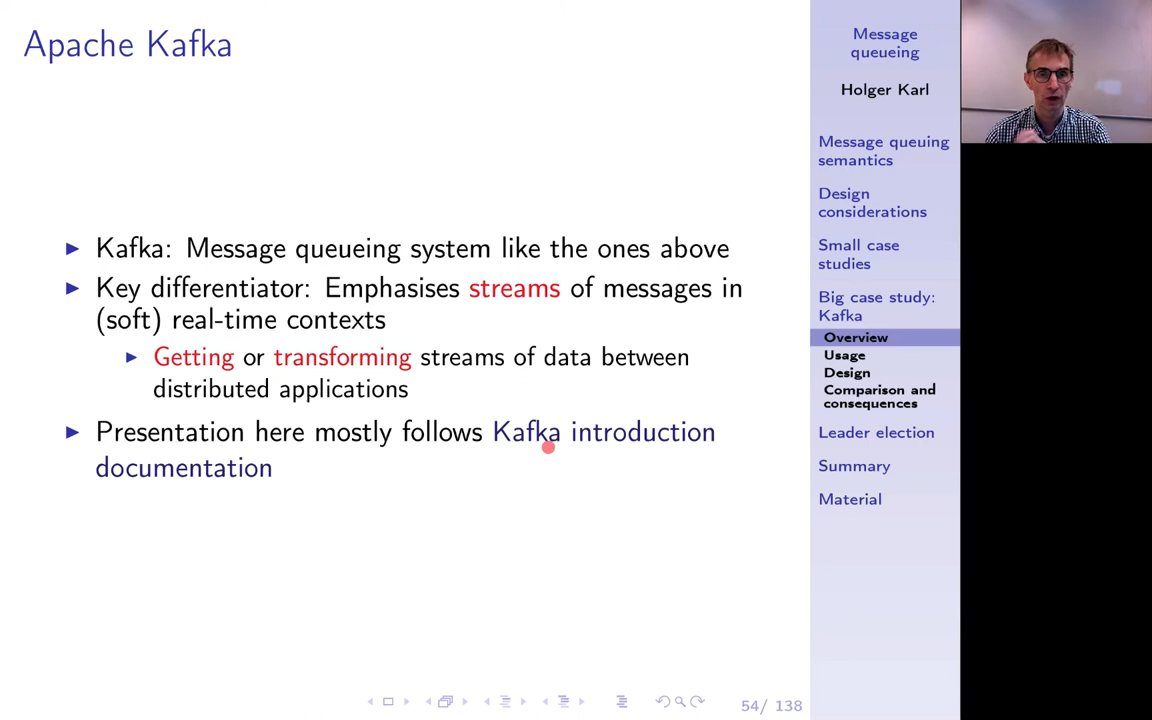 Apache Kafka
Kafka: Message queueing system like the ones above
Key differentiator: Emphasises streams of messages in
(soft) real-time contexts
Getting or transforming streams of data between
distributed applications
Presentation here mostly follows Kafka introduction
documentation
54/ 138
Message
queueing
Holger Karl
Message queuing
semantics
Design
considerations
Small case
studies
Big case study:
Kafka
Overview
Usage
Design
Comparison and
consequences
Leader election
Summary
Material